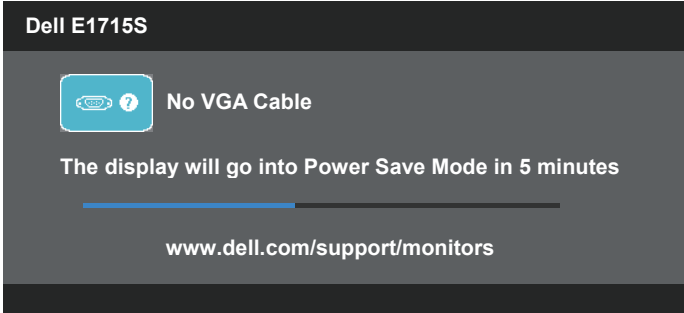 Dell E1715S
No VGA Cable
The display will go into Power Save Mode in 5 minutes
www.dell.com/support/monitors